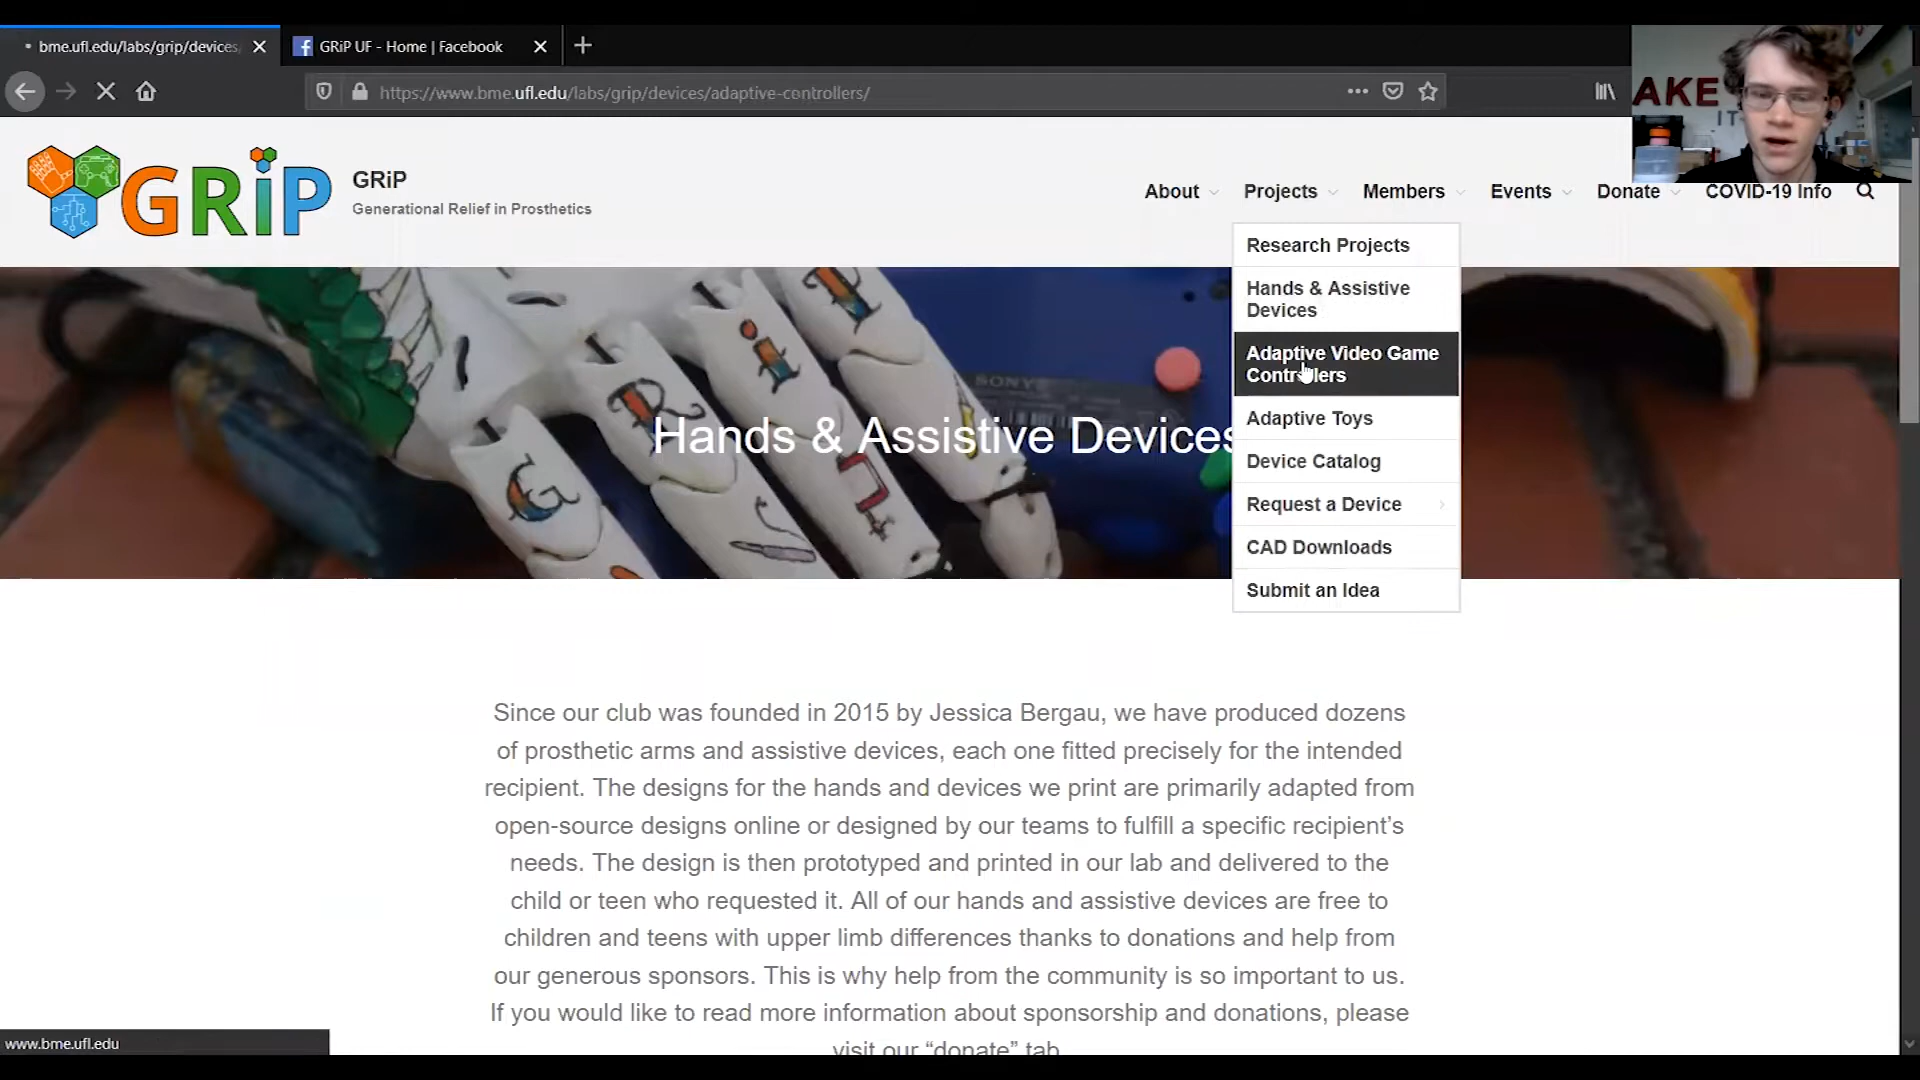 bme.ufl.edu/labs/grip/devices
GRiP UF - Home | Facebook
https://www.bme.ufl.edu/labs/grip/devices/adaptive-controllers/
AKE
IT
GRiP
GRiP
Generational Relief in Prosthetics
About
Projects
Members
Events
Donate
COVID-19 Info
Research Projects
Hands & Assistive
Devices
Adaptive Video Game
Controllers
Adaptive Toys
Device Catalog
Request a Device
CAD Downloads
Submit an Idea
SONY
G R i P
Hands & Assistive Devices
Since our club was founded in 2015 by Jessica Bergau, we have produced dozens
of prosthetic arms and assistive devices, each one fitted precisely for the intended
recipient. The designs for the hands and devices we print are primarily adapted from
open-source designs online or designed by our teams to fulfill a specific recipient’s
needs. The design is then prototyped and printed in our lab and delivered to the
child or teen who requested it. All of our hands and assistive devices are free to
children and teens with upper limb differences thanks to donations and help from
our generous sponsors. This is why help from the community is so important to us.
If you would like to read more information about sponsorship and donations, please
visit our “donate” tab
www.bme.ufl.edu